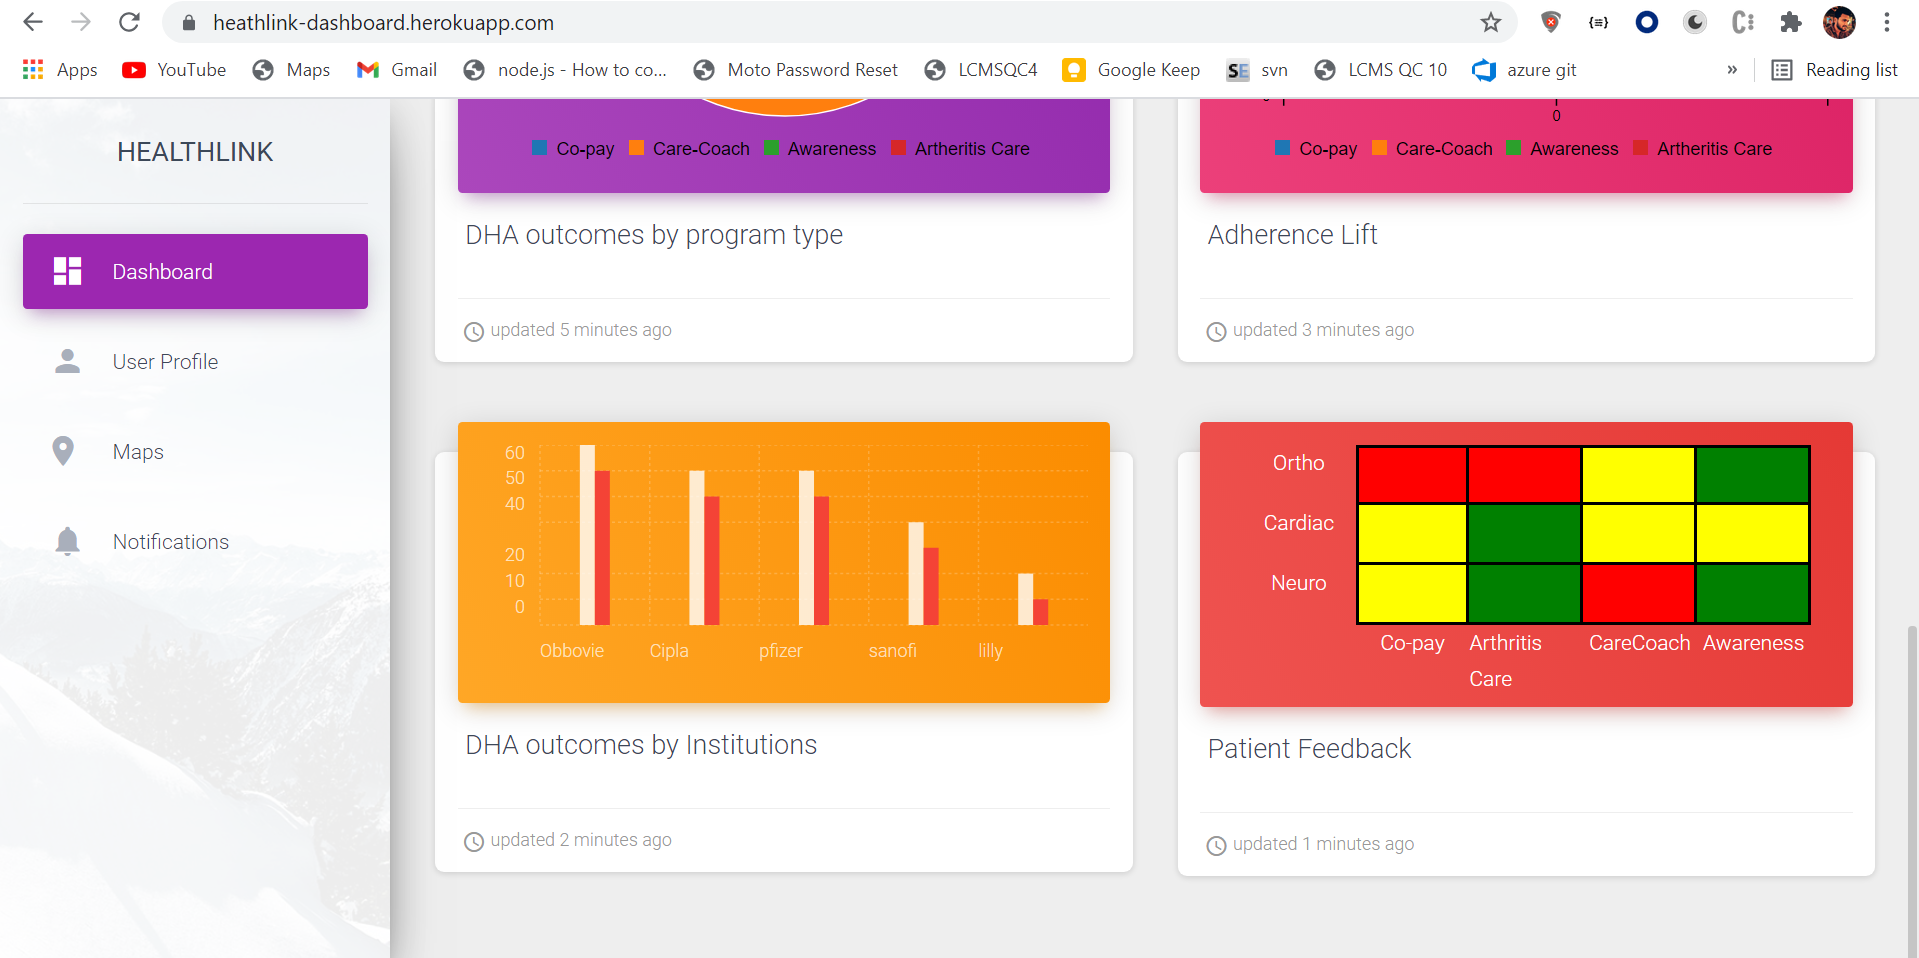 heathlink-dashboard.herokuapp.com
Apps YouTube Maps Gmail node.js - How to co... Moto Password Reset LCMSQC4 Google Keep SE svn LCMS QC 10 azure git » Reading list
HEALTHLINK
Dashboard
User Profile
Maps
Notifications
Co-pay Care-Coach Awareness Artheritis Care
DHA outcomes by program type
updated 5 minutes ago
0
Co-pay Care-Coach Awareness Artheritis Care
Adherence Lift
updated 3 minutes ago
60
50
40
20
10
0
Obbovie Cipla pfizer sanofi lilly
DHA outcomes by Institutions
updated 2 minutes ago
Ortho
Cardiac
Neuro
Co-pay Arthritis CareCoach Awareness
Care
Patient Feedback
updated 1 minutes ago